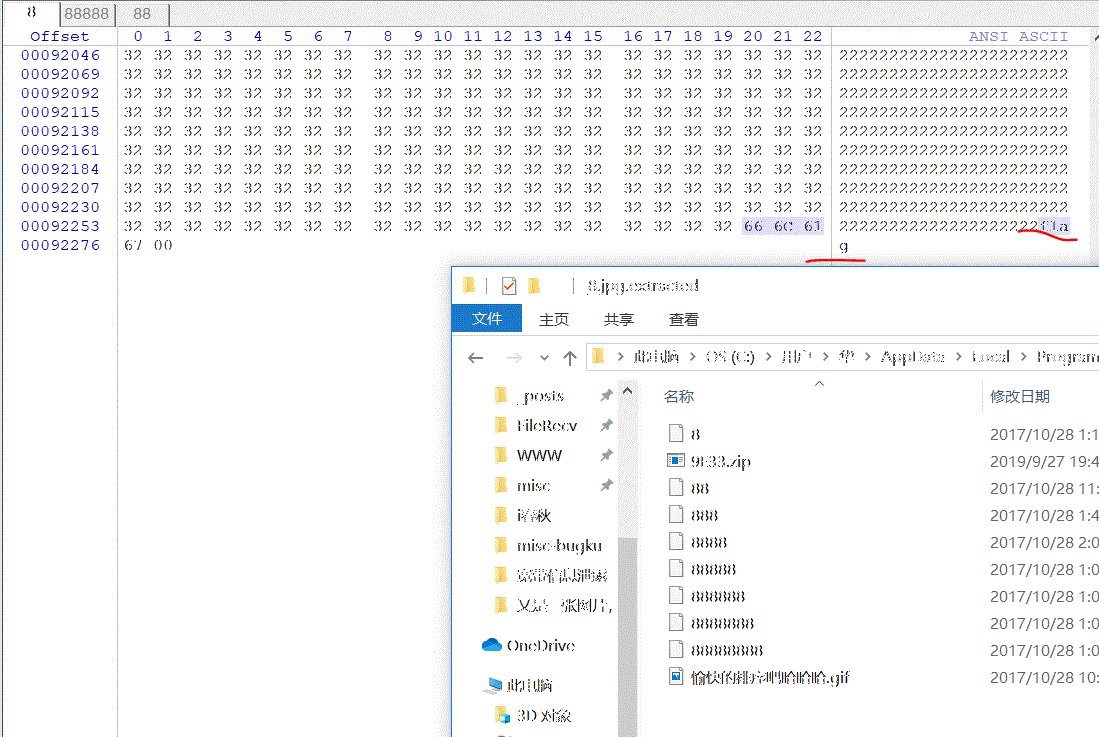 8 88888 88
Offset 0 1 2 3 4 5 6 7 8 9 10 11 12 13 14 15 16 17 18 19 20 21 22 ANSI ASCII
00092046 32 32 32 32 32 32 32 32 32 32 32 32 32 32 32 32 32 32 32 32 32 32 32 22222222222222222222222
00092069 32 32 32 32 32 32 32 32 32 32 32 32 32 32 32 32 32 32 32 32 32 32 32 22222222222222222222222
00092092 32 32 32 32 32 32 32 32 32 32 32 32 32 32 32 32 32 32 32 32 32 32 32 22222222222222222222222
00092115 32 32 32 32 32 32 32 32 32 32 32 32 32 32 32 32 32 32 32 32 32 32 32 22222222222222222222222
00092138 32 32 32 32 32 32 32 32 32 32 32 32 32 32 32 32 32 32 32 32 32 32 32 22222222222222222222222
00092161 32 32 32 32 32 32 32 32 32 32 32 32 32 32 32 32 32 32 32 32 32 32 32 22222222222222222222222
00092184 32 32 32 32 32 32 32 32 32 32 32 32 32 32 32 32 32 32 32 32 32 32 32 22222222222222222222222
00092207 32 32 32 32 32 32 32 32 32 32 32 32 32 32 32 32 32 32 32 32 32 32 32 22222222222222222222222
00092230 32 32 32 32 32 32 32 32 32 32 32 32 32 32 32 32 32 32 32 32 32 32 32 22222222222222222222222
00092253 32 32 32 32 32 32 32 32 32 32 32 32 32 32 32 32 32 32 32 32 66 6C 61 22222222222222222222fla
00092276 67 00 g
_8.jpg.extracted
文件 主页 共享 查看
此电脑 OS (C:) 用户 AppData Local Program
名称 修改日期
_posts
FileRecv
WWW
misc
i春秋
misc-bugku
宽带信息泄露
又是一张图片,
OneDrive
此电脑
3D 对象
8 2017/10/28 1:1
9E33.zip 2019/9/27 19:4
88 2017/10/28 11:
888 2017/10/28 1:4
8888 2017/10/28 2:0
88888 2017/10/28 1:0
888888 2017/10/28 1:0
8888888 2017/10/28 1:0
88888888 2017/10/28 1:0
.gif 2017/10/28 10: